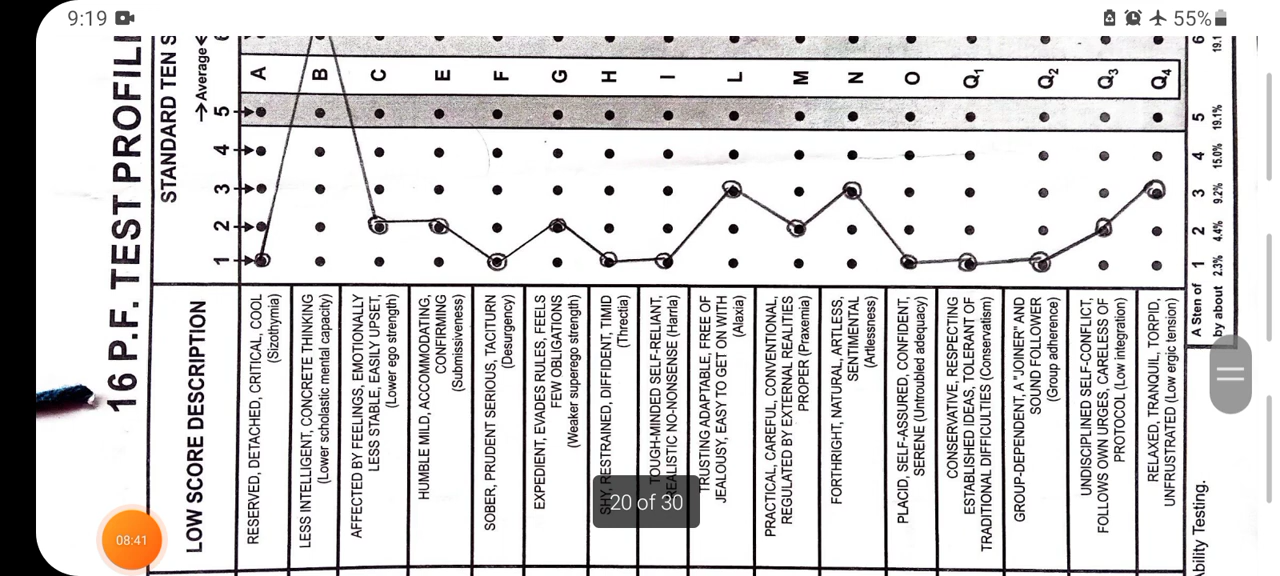 9:19
55%
16 P.F. TEST PROFIL
STANDARD TEN S
→Average←
A
B
C
E
F
G
H
I
L
M
N
O
Q1
Q2
Q3
Q4
6
19.1
5
5
19.1%
4
4
15.0%
3
3
9.2%
2
2
4.4%
1
1
2.3%
A Sten of
by about
LOW SCORE DESCRIPTION
RESERVED, DETACHED, CRITICAL, COOL
(Sizothymia)
LESS INTELLIGENT, CONCRETE THINKING
(Lower scholastic mental capacity)
AFFECTED BY FEELINGS, EMOTIONALLY
LESS STABLE, EASILY UPSET,
(Lower ego strength)
HUMBLE MILD, ACCOMMODATING,
CONFIRMING
(Submissiveness)
SOBER, PRUDENT SERIOUS, TACITURN
(Desurgency)
EXPEDIENT, EVADES RULES, FEELS
FEW OBLIGATIONS
(Weaker superego strength)
SHY, RESTRAINED, DIFFIDENT, TIMID
(Threctia)
TOUGH-MINDED SELF-RELIANT,
REALISTIC NO-NONSENSE (Harria)
TRUSTING ADAPTABLE, FREE OF
JEALOUSY, EASY TO GET ON WITH
(Alaxia)
PRACTICAL, CAREFUL, CONVENTIONAL,
REGULATED BY EXTERNAL REALITIES
PROPER (Praxemia)
FORTHRIGHT, NATURAL, ARTLESS,
SENTIMENTAL
(Artlessness)
PLACID, SELF-ASSURED, CONFIDENT,
SERENE (Untroubled adequacy)
CONSERVATIVE, RESPECTING
ESTABLISHED IDEAS, TOLERANT OF
TRADITIONAL DIFFICULTIES (Conservatism)
GROUP-DEPENDENT, A "JOINER" AND
SOUND FOLLOWER
(Group adherence)
UNDISCIPLINED SELF-CONFLICT,
FOLLOWS OWN URGES, CARELESS OF
PROTOCOL (Low integration)
RELAXED, TRANQUIL, TORPID,
UNFRUSTRATED (Low ergic tension)
bility Testing,
20 of 30
08:41